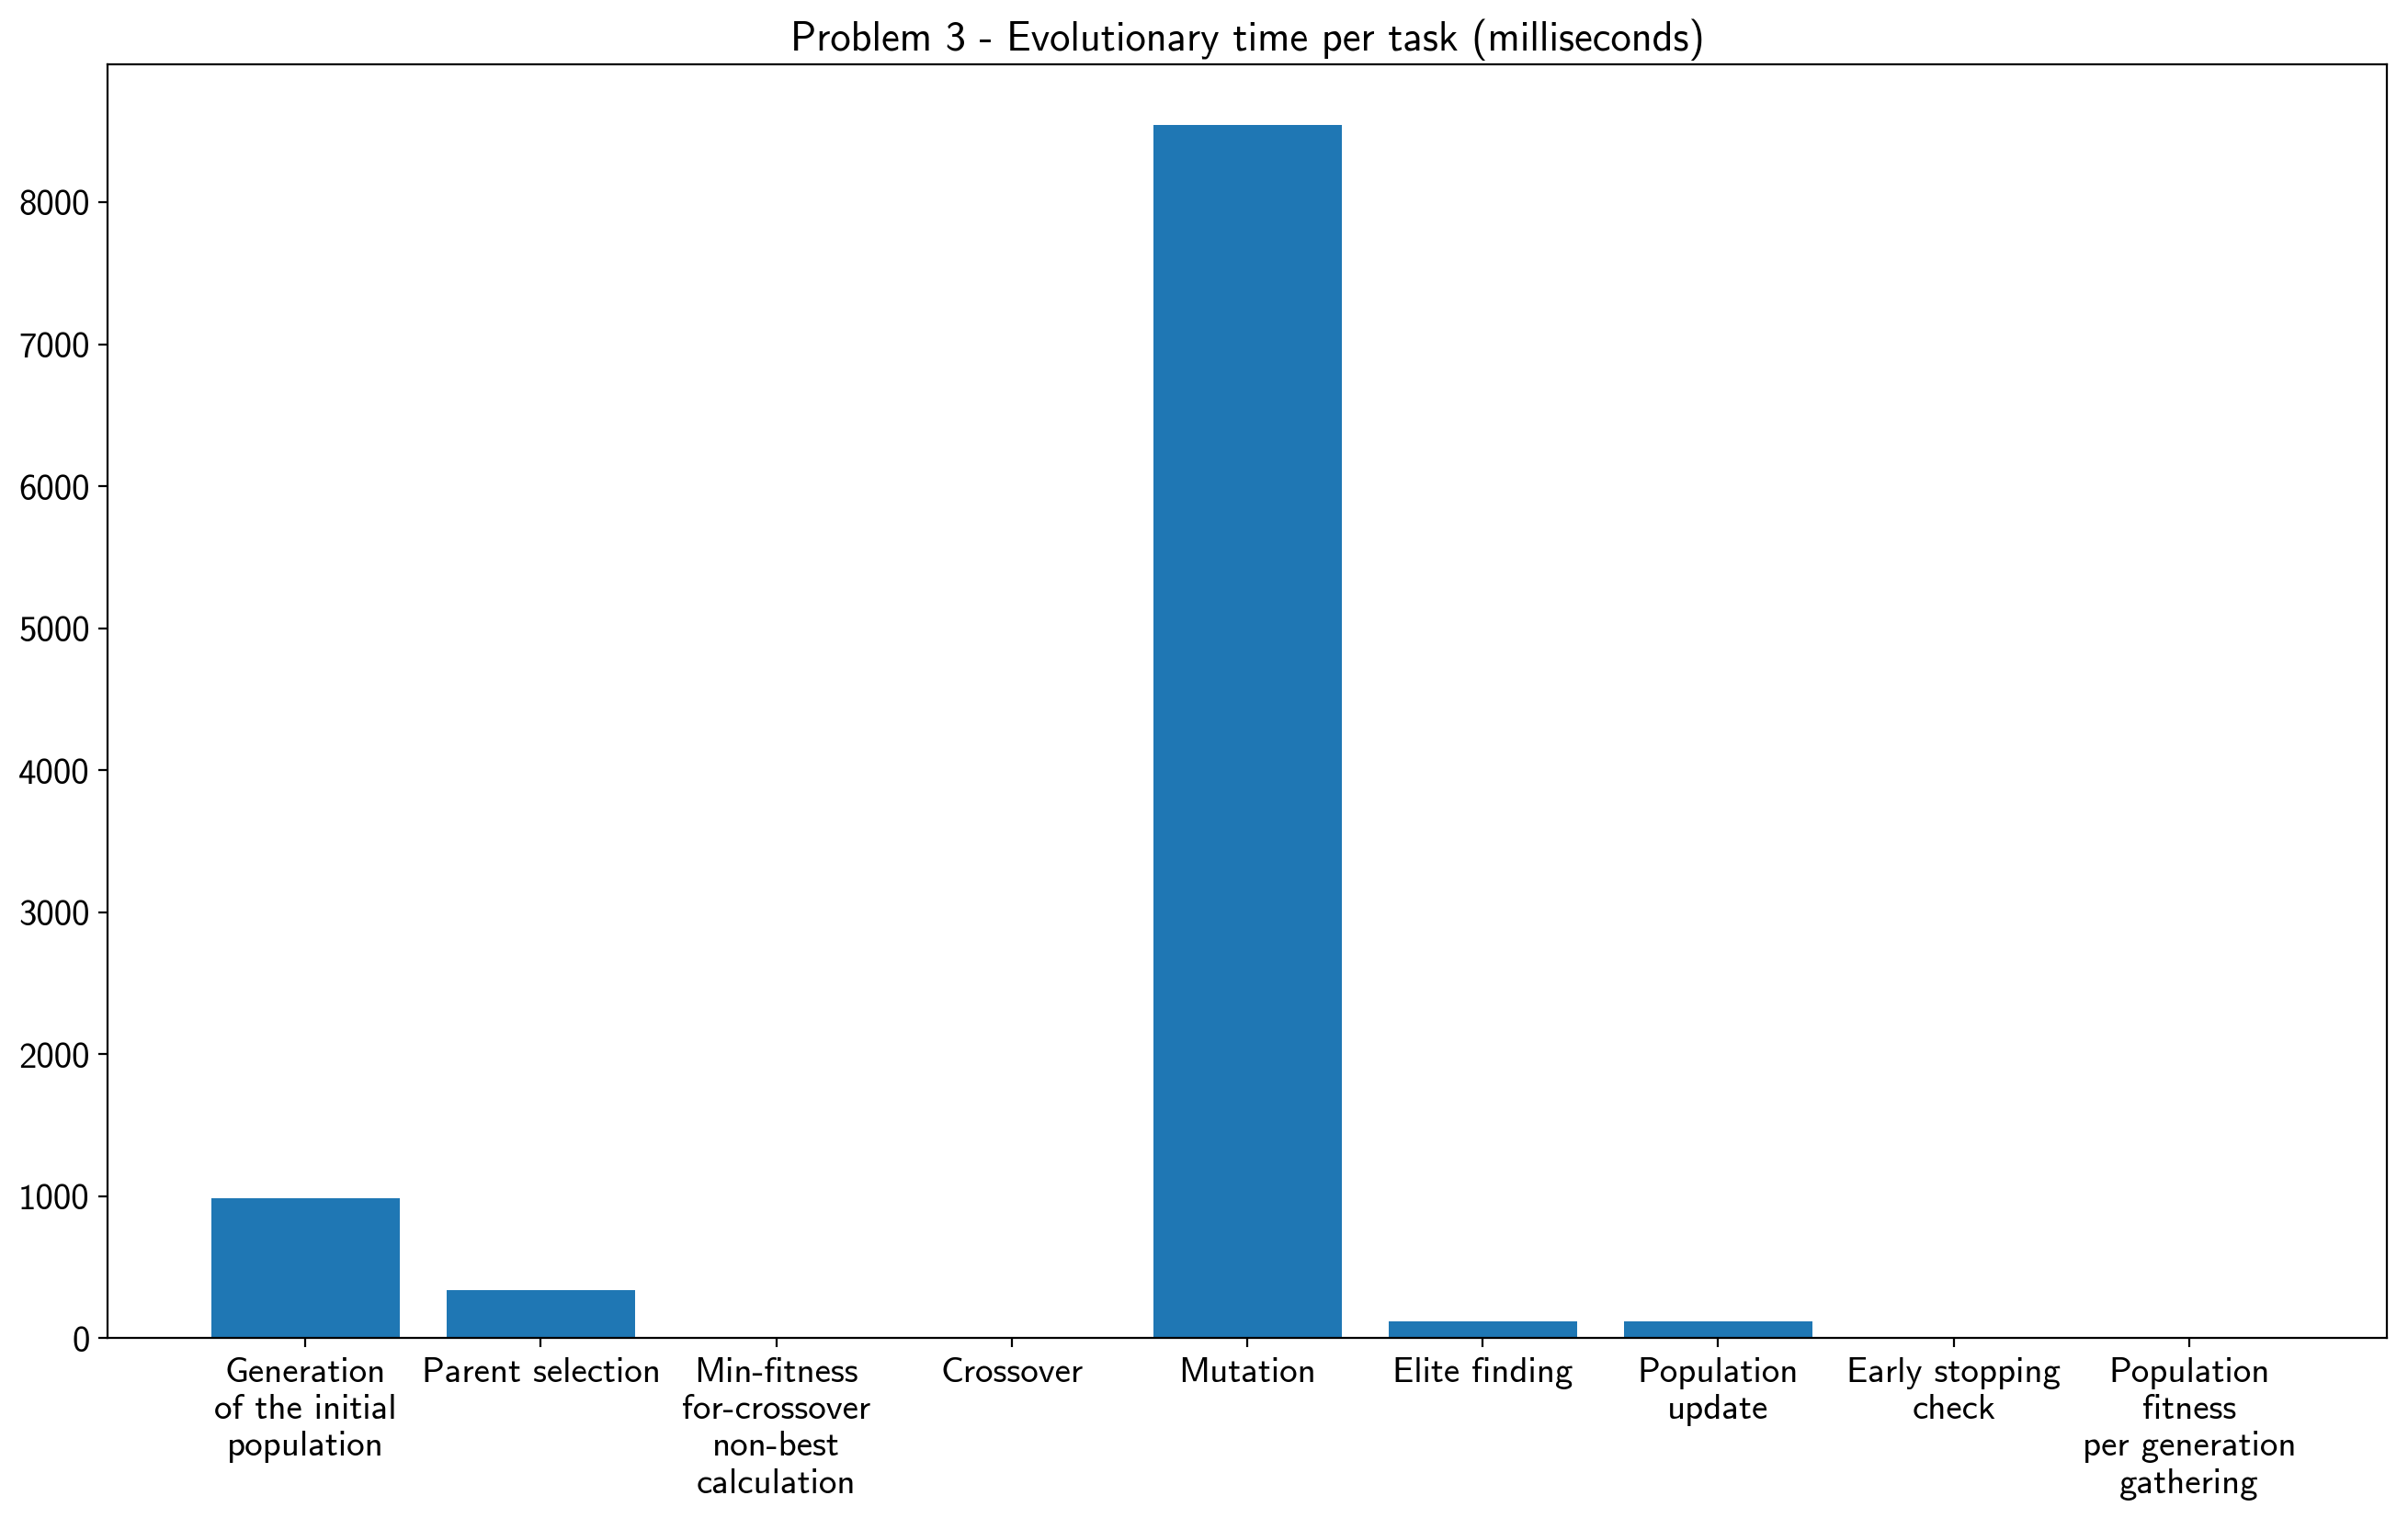 Problem 3 - Evolutionary time per task (milliseconds)
8000
7000
6000
5000
4000
3000
2000
1000
0
Generation
of the initial
population
Parent selection
Min-fitness
for-crossover
non-best
calculation
Crossover
Mutation
Elite finding
Population
update
Early stopping
check
Population
fitness
per generation
gathering